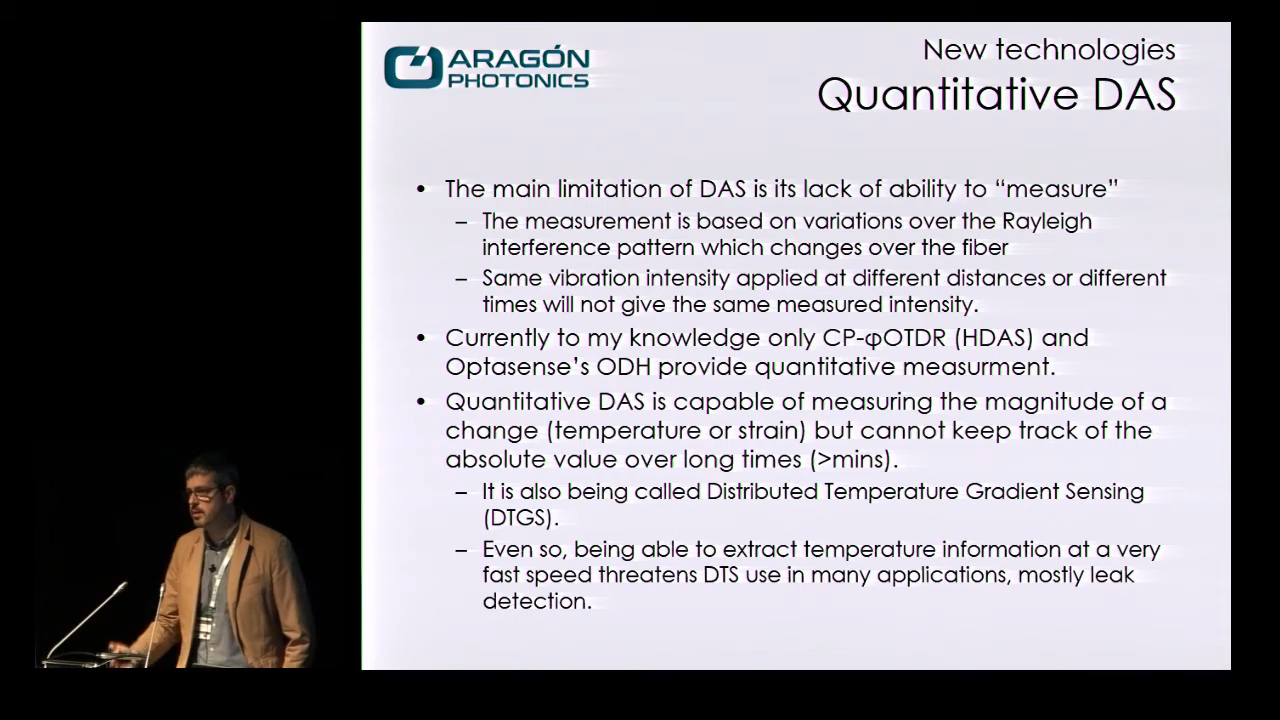 ARAGÓN
PHOTONICS
New technologies
Quantitative DAS
• The main limitation of DAS is its lack of ability to “measure”
– The measurement is based on variations over the Rayleigh
interference pattern which changes over the fiber
– Same vibration intensity applied at different distances or different
times will not give the same measured intensity.
• Currently to my knowledge only CP-φOTDR (HDAS) and
Optasense’s ODH provide quantitative measurment.
• Quantitative DAS is capable of measuring the magnitude of a
change (temperature or strain) but cannot keep track of the
absolute value over long times (>mins).
– It is also being called Distributed Temperature Gradient Sensing
(DTGS).
– Even so, being able to extract temperature information at a very
fast speed threatens DTS use in many applications, mostly leak
detection.